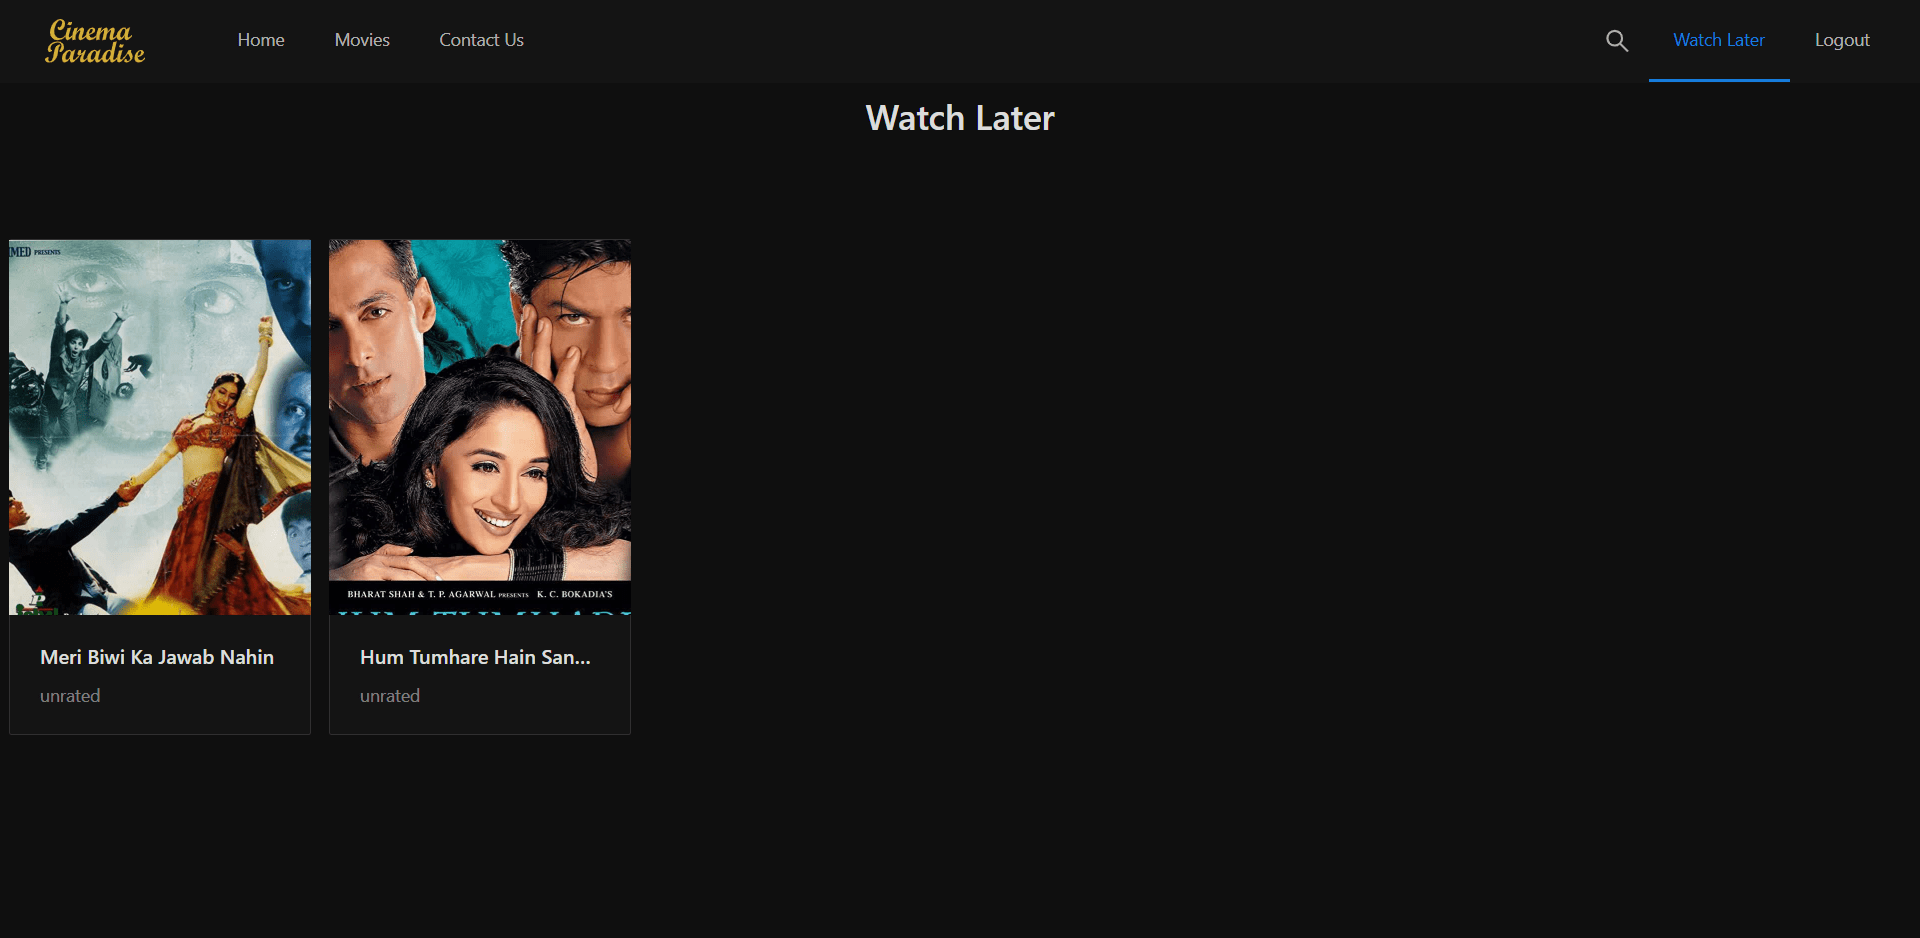 Cinema
Paradise
Home
Movies
Contact Us
Watch Later
Logout
Watch Later
MED PRESENTS
BHARAT SHAH & T. P. AGARWAL PRESENTS K. C. BOKADIA'S
Meri Biwi Ka Jawab Nahin
unrated
Hum Tumhare Hain San...
unrated